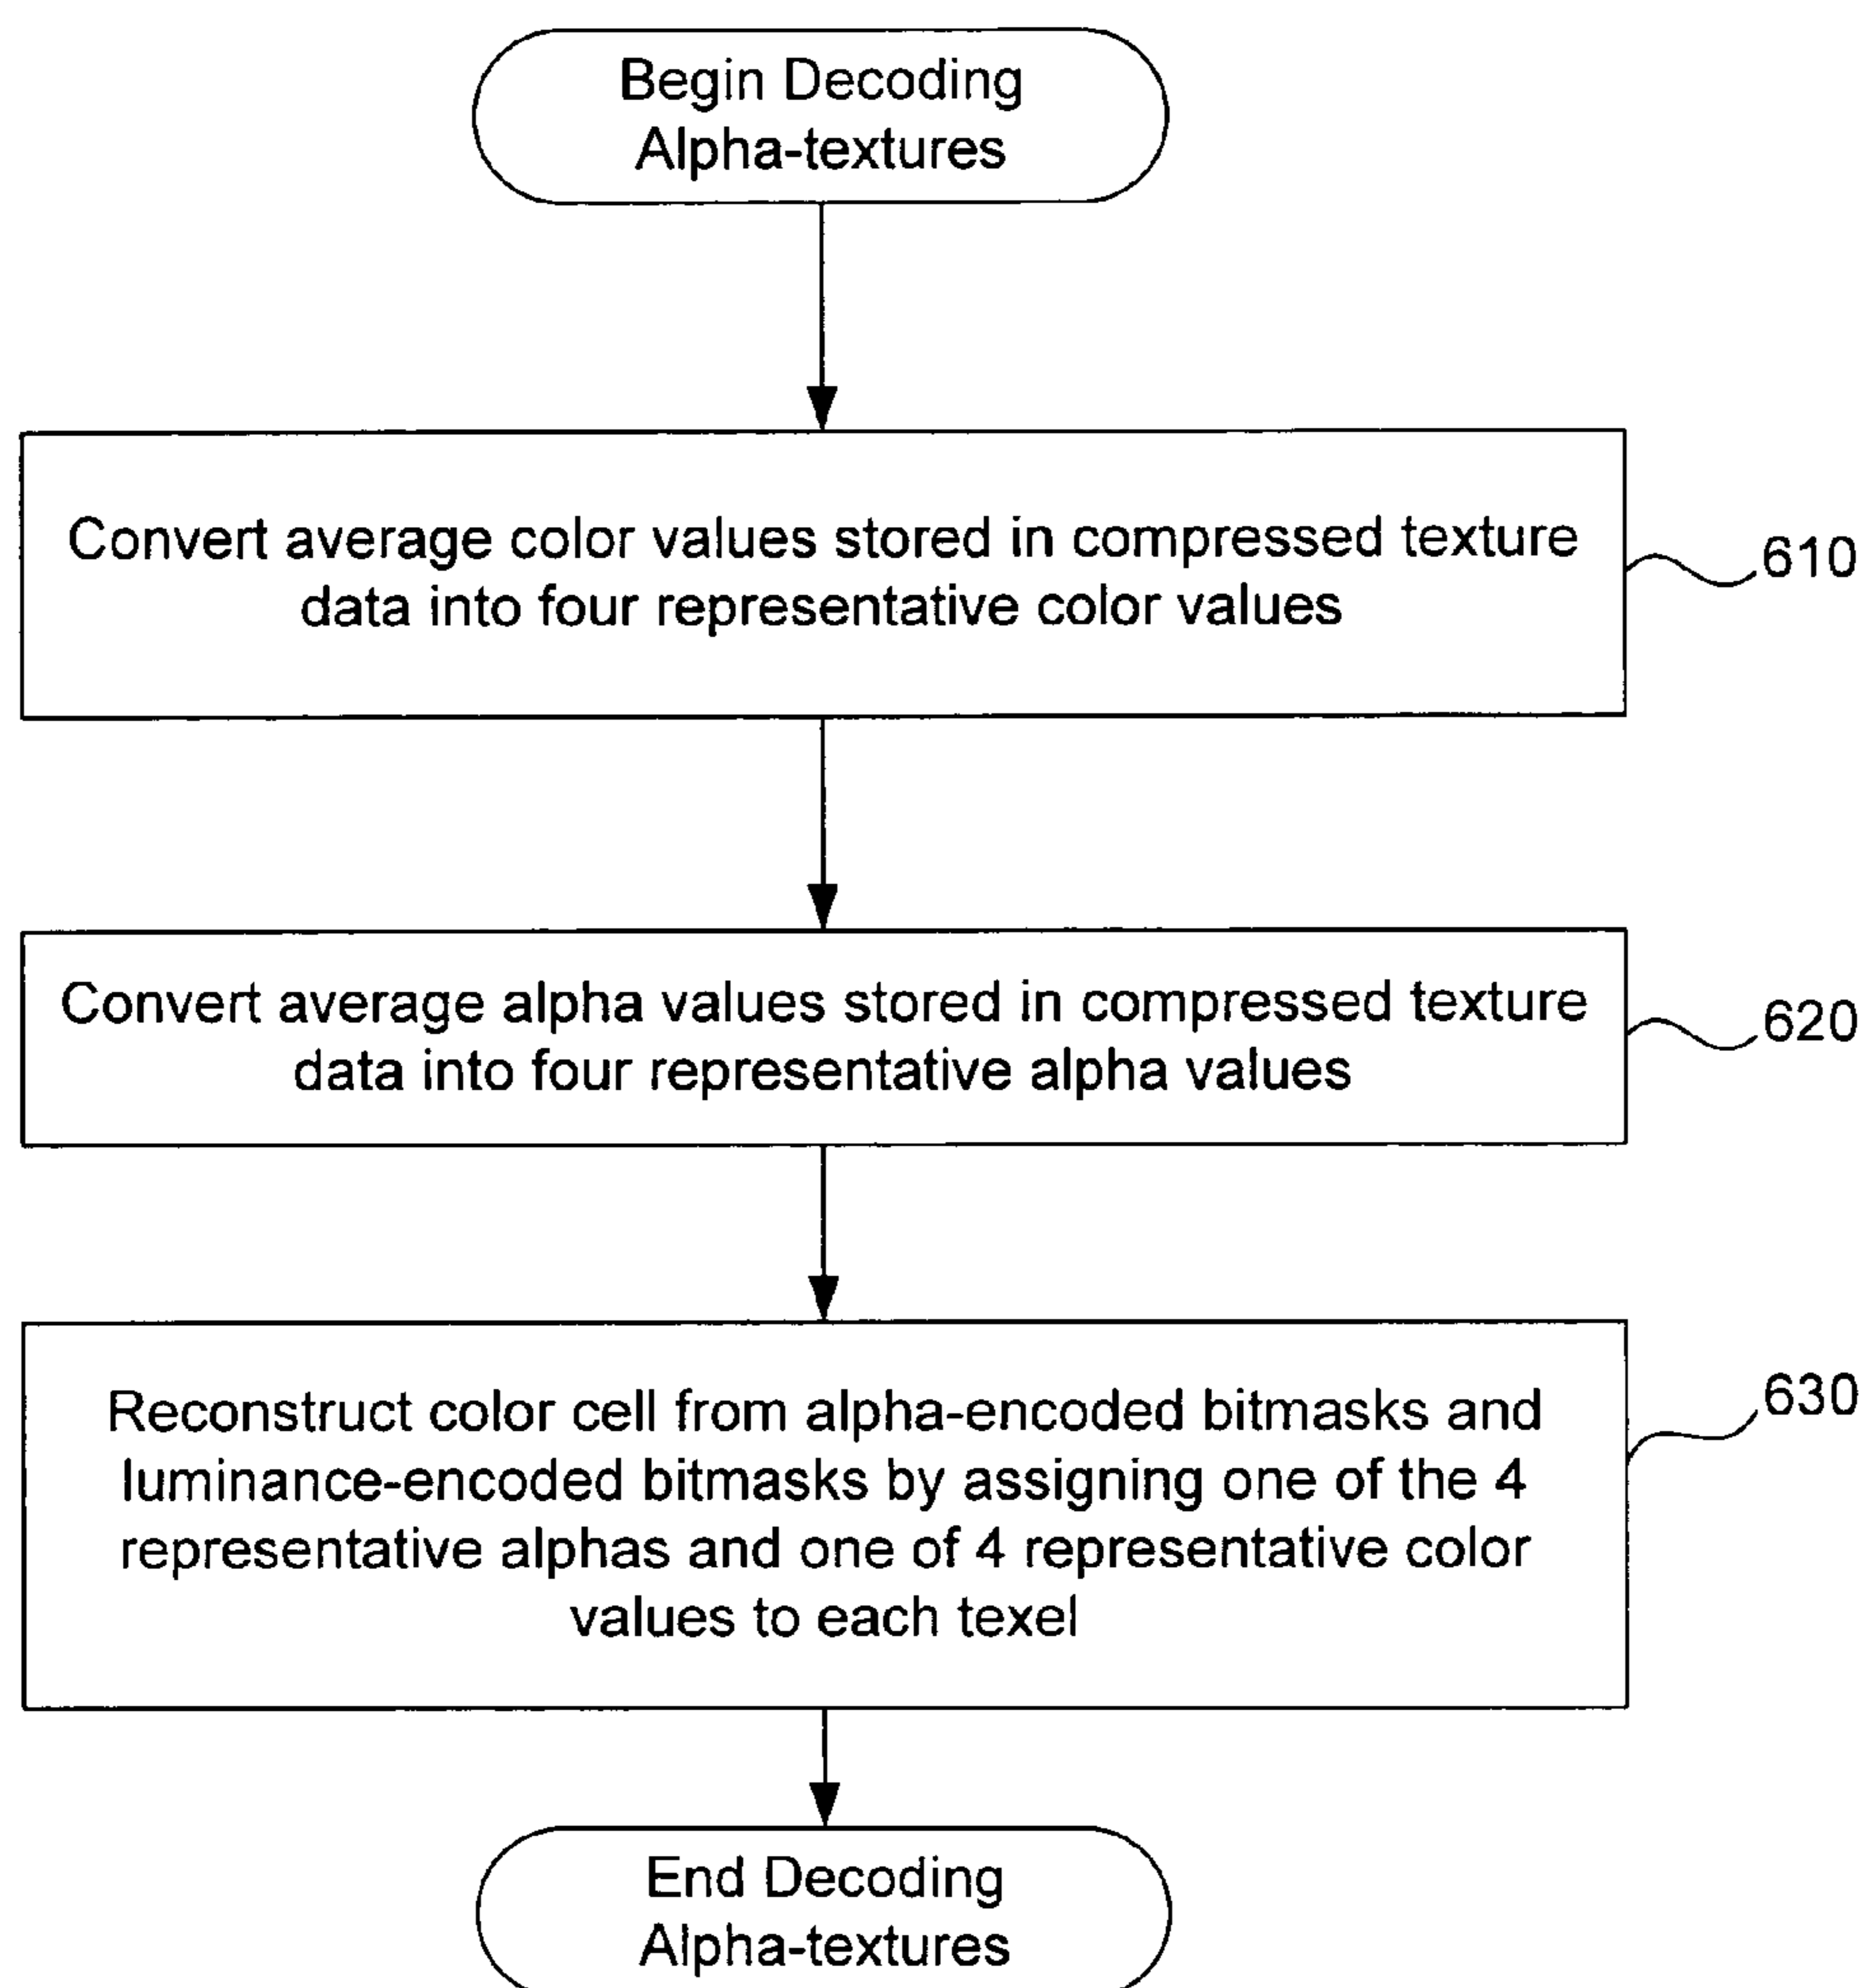 Begin Decoding
Alpha-textures
Convert average color values stored in compressed texture
data into four representative color values
610
Convert average alpha values stored in compressed texture
data into four representative alpha values
620
Reconstruct color cell from alpha-encoded bitmasks and
luminance-encoded bitmasks by assigning one of the 4
representative alphas and one of 4 representative color
values to each texel
630
End Decoding
Alpha-textures